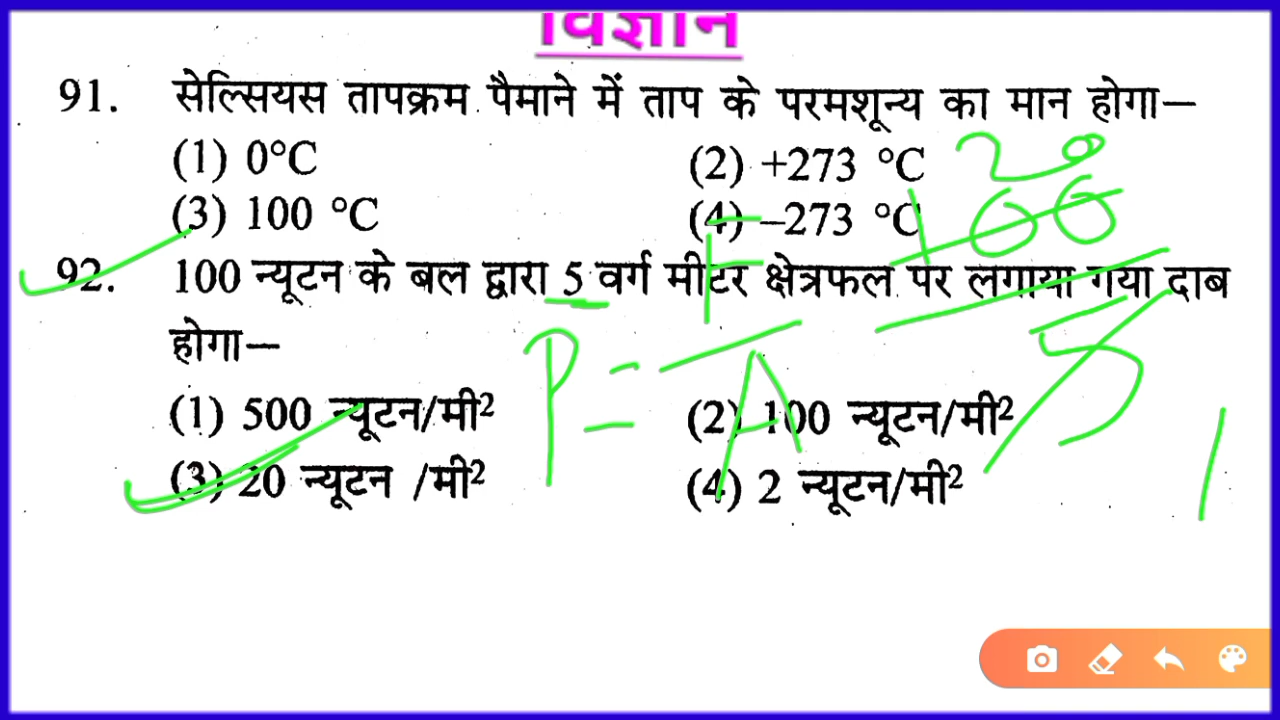 विज्ञान
91. सेल्सियस तापक्रम पैमाने में ताप के परमशून्य का मान होगा—
(1) 0°C (2) +273 °C
(3) 100 °C (4) –273 °C
20
100
92. 100 न्यूटन के बल द्वारा 5 वर्ग मीटर क्षेत्रफल पर लगाया गया दाब
होगा—
P = F
A
5
(1) 500 न्यूटन/मी² (2) 100 न्यूटन/मी²
(3) 20 न्यूटन /मी² (4) 2 न्यूटन/मी²